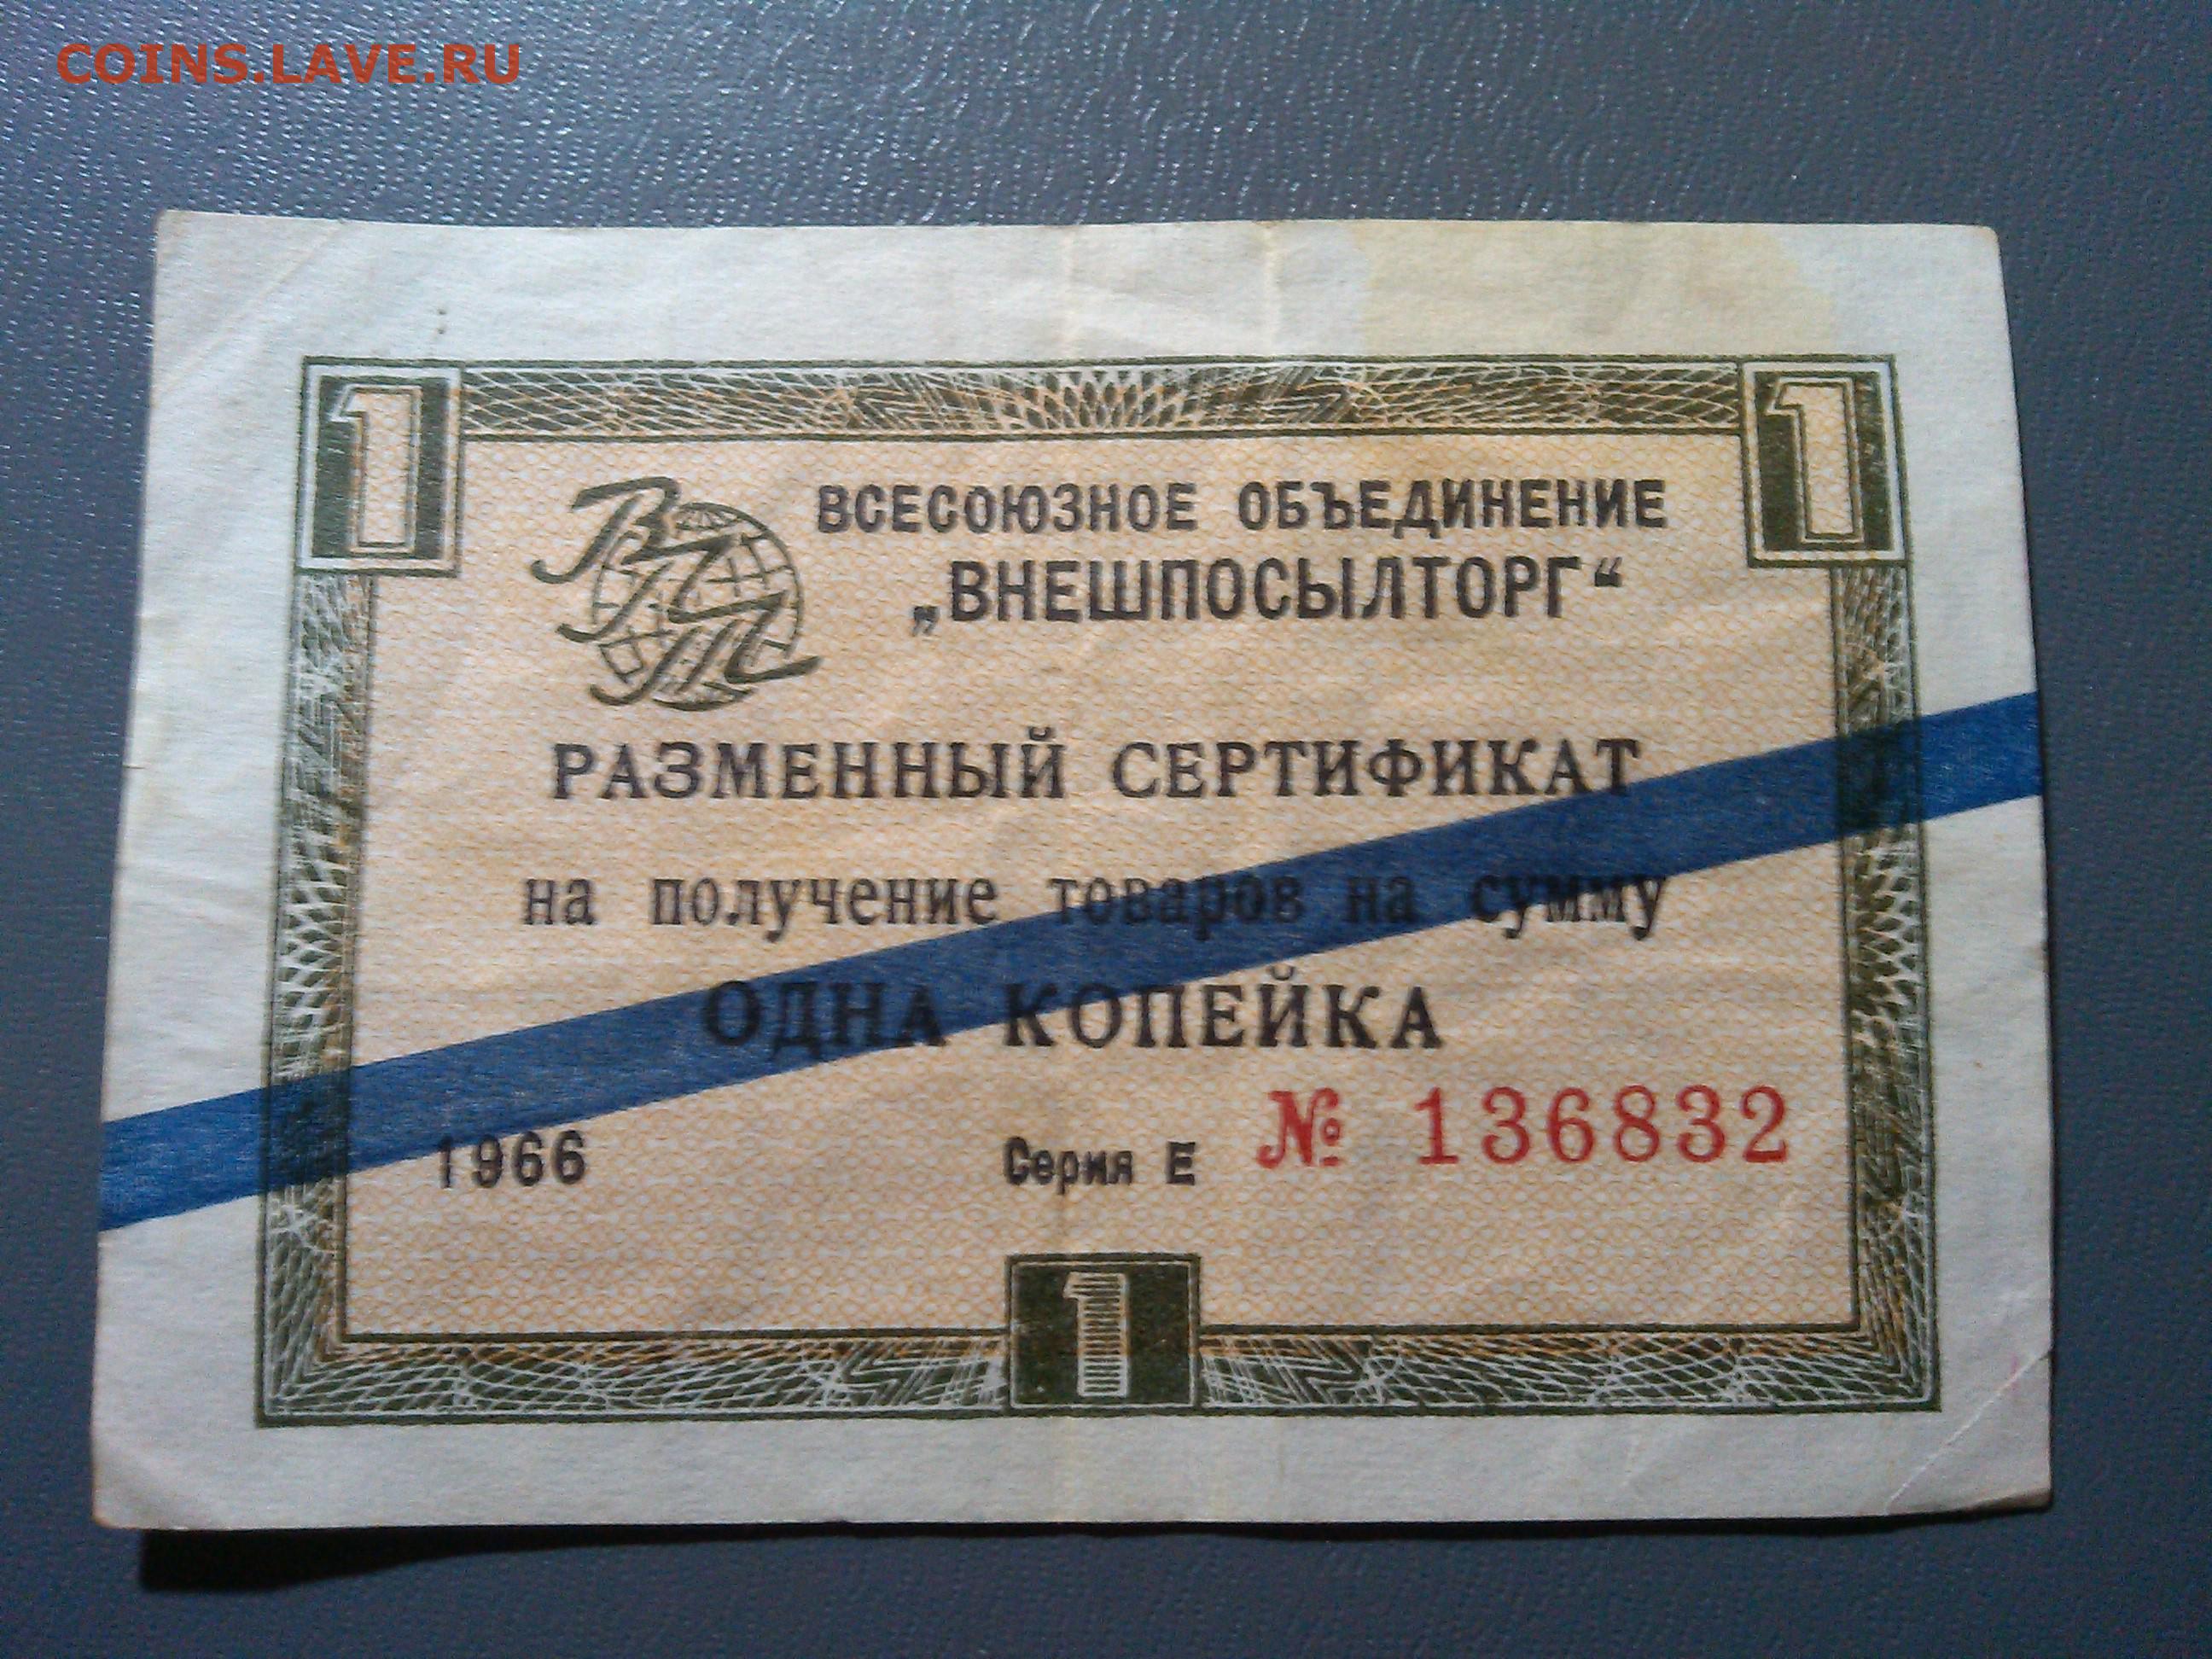 COINS.LAVE.RU
1 1
ВПТ
ВСЕСОЮЗНОЕ ОБЪЕДИНЕНИЕ
„ВНЕШПОСЫЛТОРГ“
РАЗМЕННЫЙ СЕРТИФИКАТ
на получение товаров на сумму
ОДНА КОПЕЙКА
1966 Серия Е № 136832
1